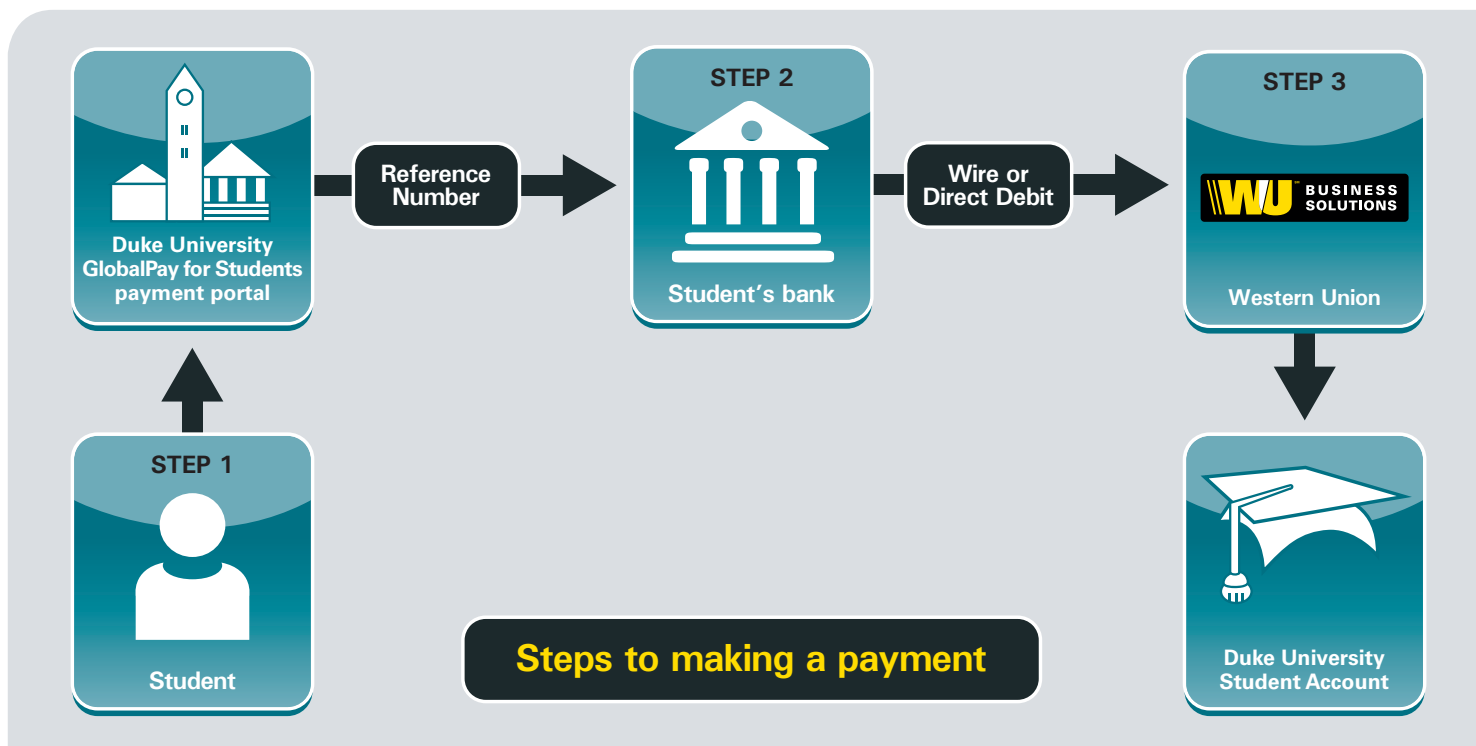 STEP 1
Student
Duke University
GlobalPay for Students
payment portal
Reference
Number
STEP 2
Student's bank
Wire or
Direct Debit
STEP 3
WU BUSINESS
SOLUTIONS
Western Union
Duke University
Student Account
Steps to making a payment